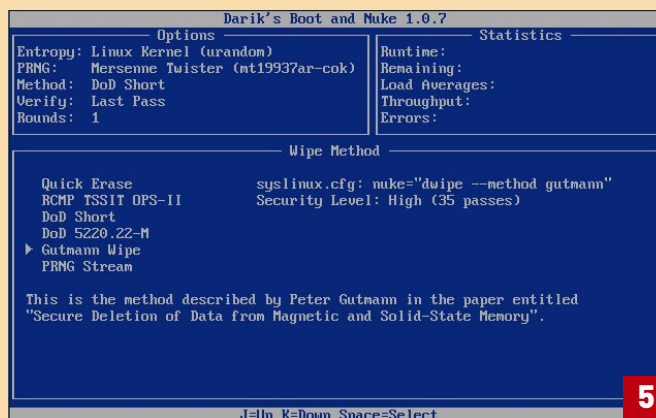 Darik's Boot and Nuke 1.0.7
Options
Entropy: Linux Kernel (urandom)
PRNG: Mersenne Twister (mt19937ar-cok)
Method: DoD Short
Verify: Last Pass
Rounds: 1
Statistics
Runtime:
Remaining:
Load Averages:
Throughput:
Errors:
Wipe Method
Quick Erase
RCMP TSSIT OPS-II
DoD Short
DoD 5220.22-M
Gutmann Wipe
PRNG Stream
syslinux.cfg: nuke="dwipe --method gutmann"
Security Level: High (35 passes)
This is the method described by Peter Gutmann in the paper entitled
"Secure Deletion of Data from Magnetic and Solid-State Memory".
J=Up K=Down Space=Select
5